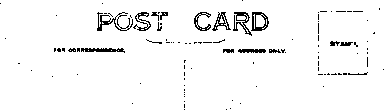 POST CARD
FOR CORRESPONDENCE.
FOR ADDRESS ONLY.
STAMP.